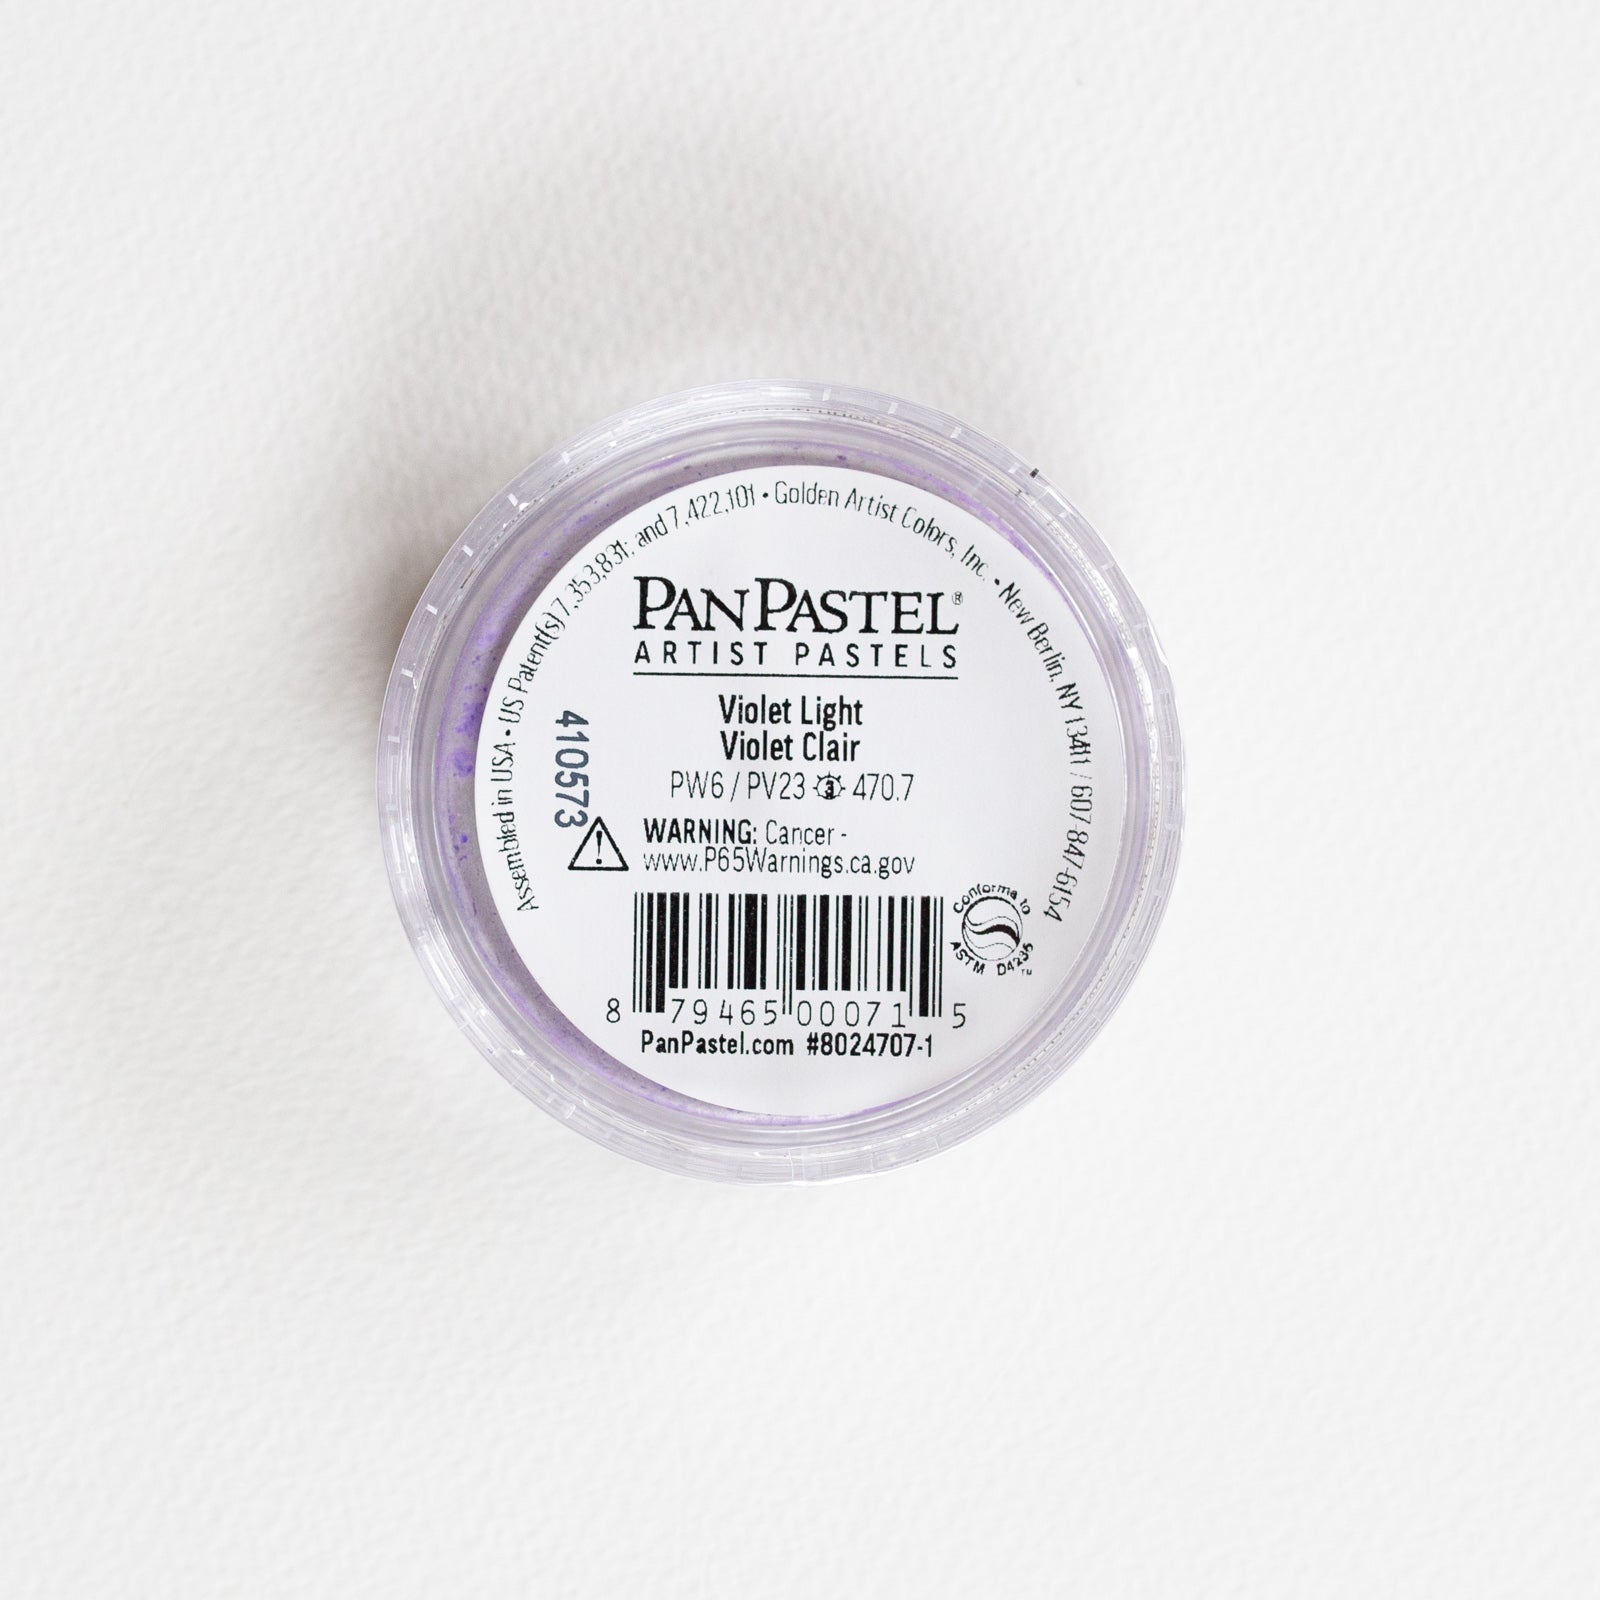 Assembled in USA • US Patent(s) 7,353,831; and 7,422,101 • Golden Artist Colors, Inc. • New Berlin, NY 13411 / 607-847-6154
PANPASTEL®
ARTIST PASTELS
Violet Light
Violet Clair
PW6 / PV23 3 470.7
410573
WARNING: Cancer -
www.P65Warnings.ca.gov
Conforms to
ASTM D4236™
8 79465 00071 5
PanPastel.com #8024707-1